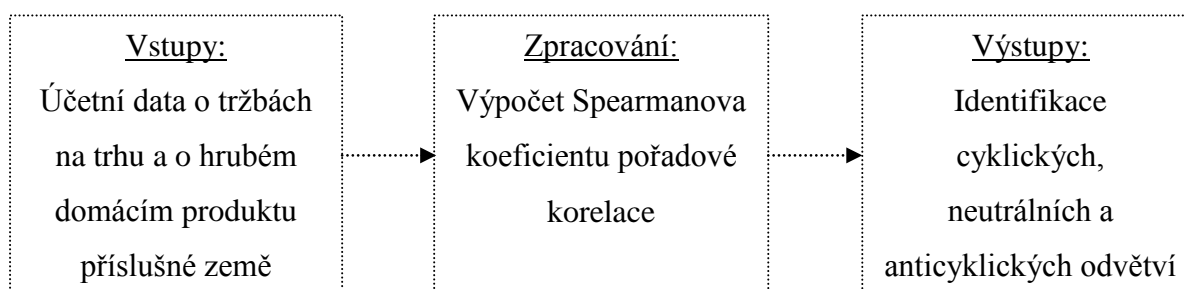 Vstupy:
Účetní data o tržbách
na trhu a o hrubém
domácím produktu
příslušné země
Zpracování:
Výpočet Spearmanova
koeficientu pořadové
korelace
Výstupy:
Identifikace
cyklických,
neutrálních a
anticyklických odvětví